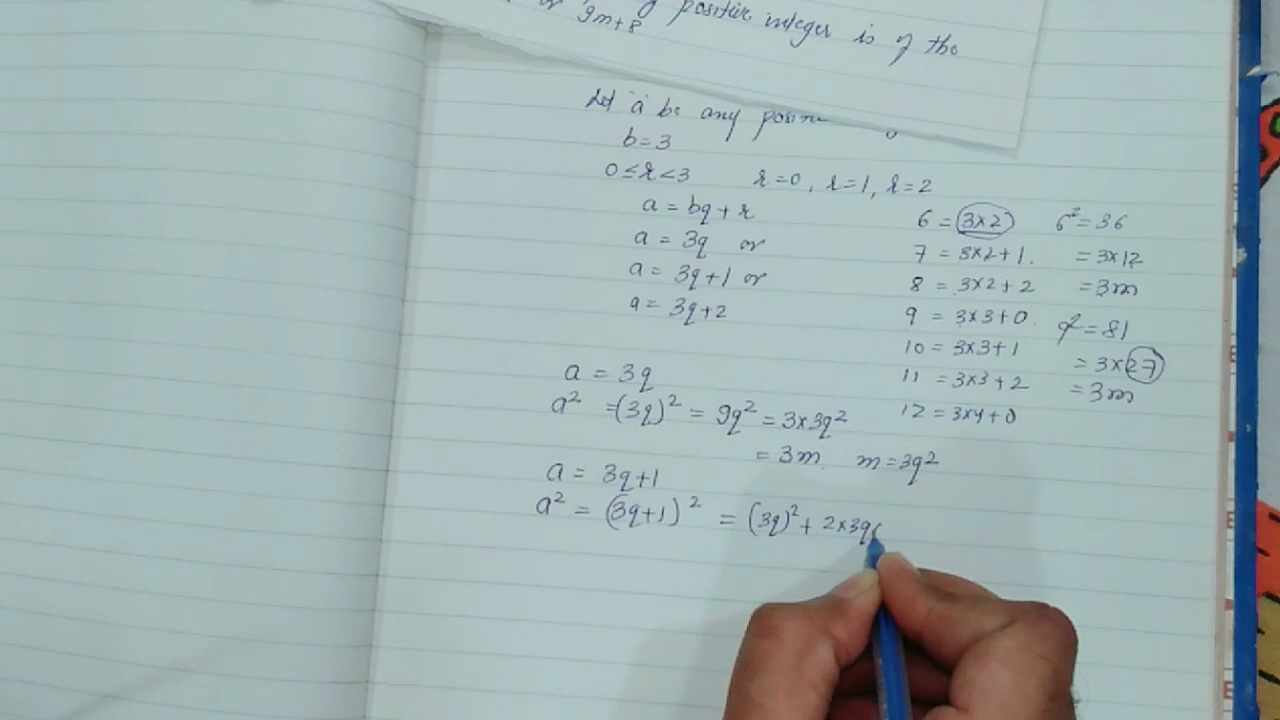 positive integer is of the
9m+8
Let 'a' be any
b=3
0≤r<3 r=0, r=1, r=2
a = bq+r
a = 3q or
a = 3q+1 or
a = 3q+2
6 = 3×2
7 = 3×2+1.
8 = 3×2+2
9 = 3×3+0
10 = 3×3+1
11 = 3×3+2
12 = 3×4+0
6² = 36
= 3×12
= 3m
9² = 81
= 3×27
= 3m
a = 3q
a² = (3q)² = 9q² = 3×3q²
= 3m. m=3q²
a = 3q+1
a² = (3q+1)² = (3q)² + 2×3q